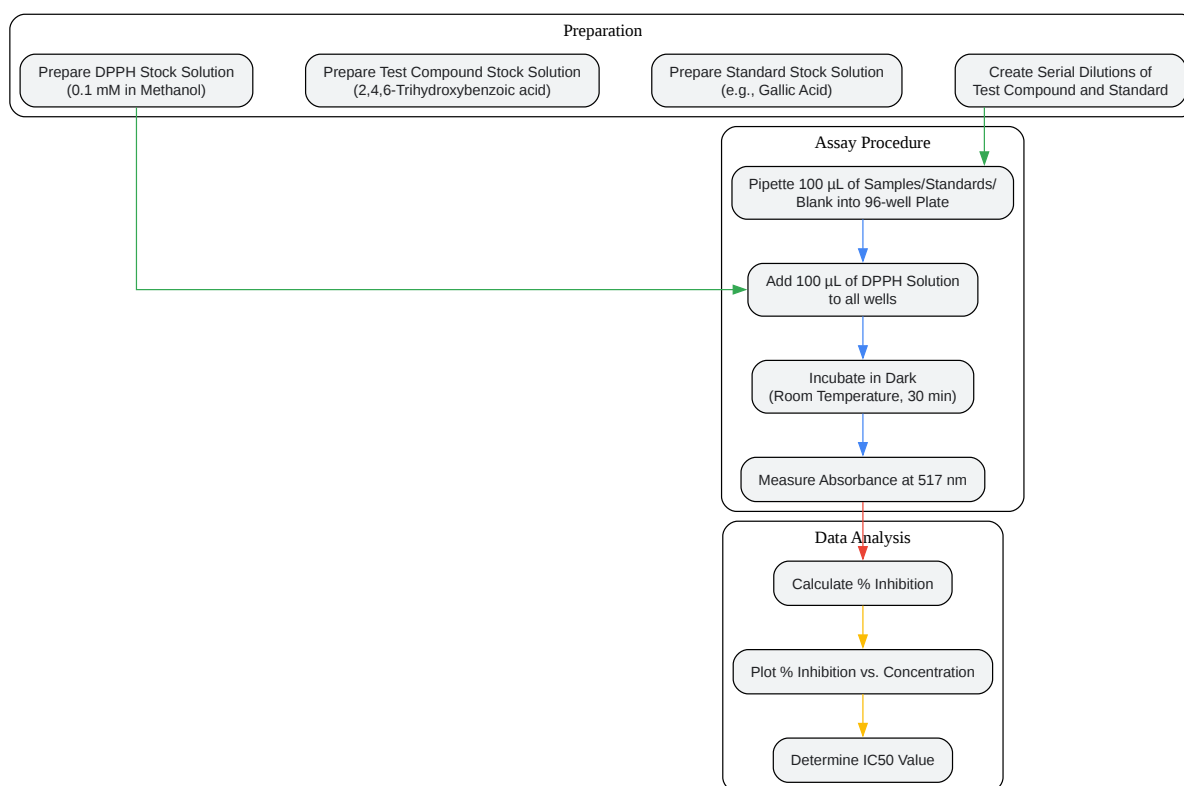 Preparation
Prepare DPPH Stock Solution
(0.1 mM in Methanol)
Prepare Test Compound Stock Solution
(2,4,6-Trihydroxybenzoic acid)
Prepare Standard Stock Solution
(e.g., Gallic Acid)
Create Serial Dilutions of
Test Compound and Standard
Assay Procedure
Pipette 100 µL of Samples/Standards/
Blank into 96-well Plate
Add 100 µL of DPPH Solution
to all wells
Incubate in Dark
(Room Temperature, 30 min)
Measure Absorbance at 517 nm
Data Analysis
Calculate % Inhibition
Plot % Inhibition vs. Concentration
Determine IC50 Value